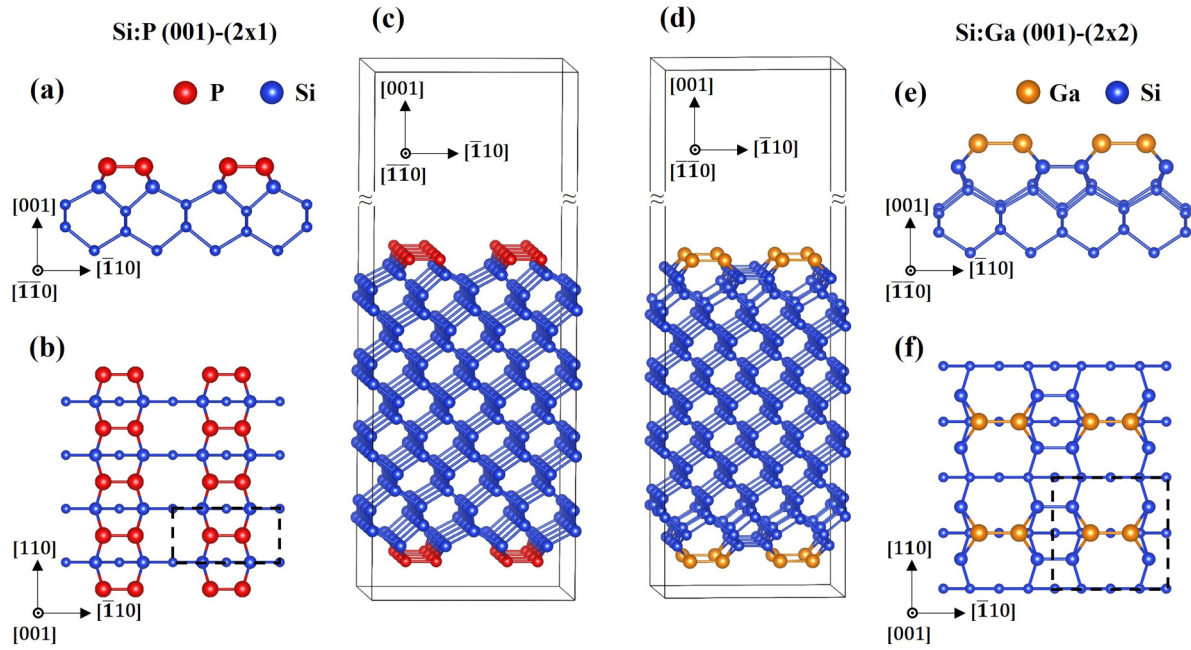 Si:P (001)-(2x1)
(c)
(d)
Si:Ga (001)-(2x2)
(a)
P
Si
[001]
[1̅10]
[1̅1̅0]
[001]
[1̅10]
[1̅1̅0]
(e)
Ga
Si
[001]
[1̅10]
[1̅1̅0]
[001]
[1̅10]
[1̅1̅0]
(b)
[110]
[1̅10]
[001]
(f)
[110]
[1̅10]
[001]